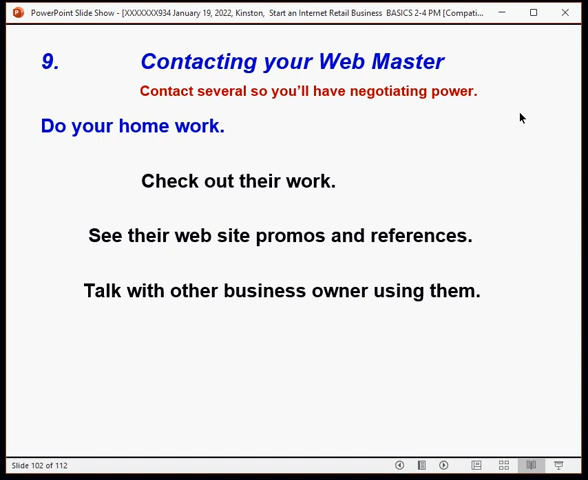 PowerPoint Slide Show - [XXXXXXX934 January 19, 2022, Kinston, Start an Internet Retail Business BASICS 2-4 PM [Compati...
9. Contacting your Web Master
Contact several so you'll have negotiating power.
Do your home work.
Check out their work.
See their web site promos and references.
Talk with other business owner using them.
Slide 102 of 112